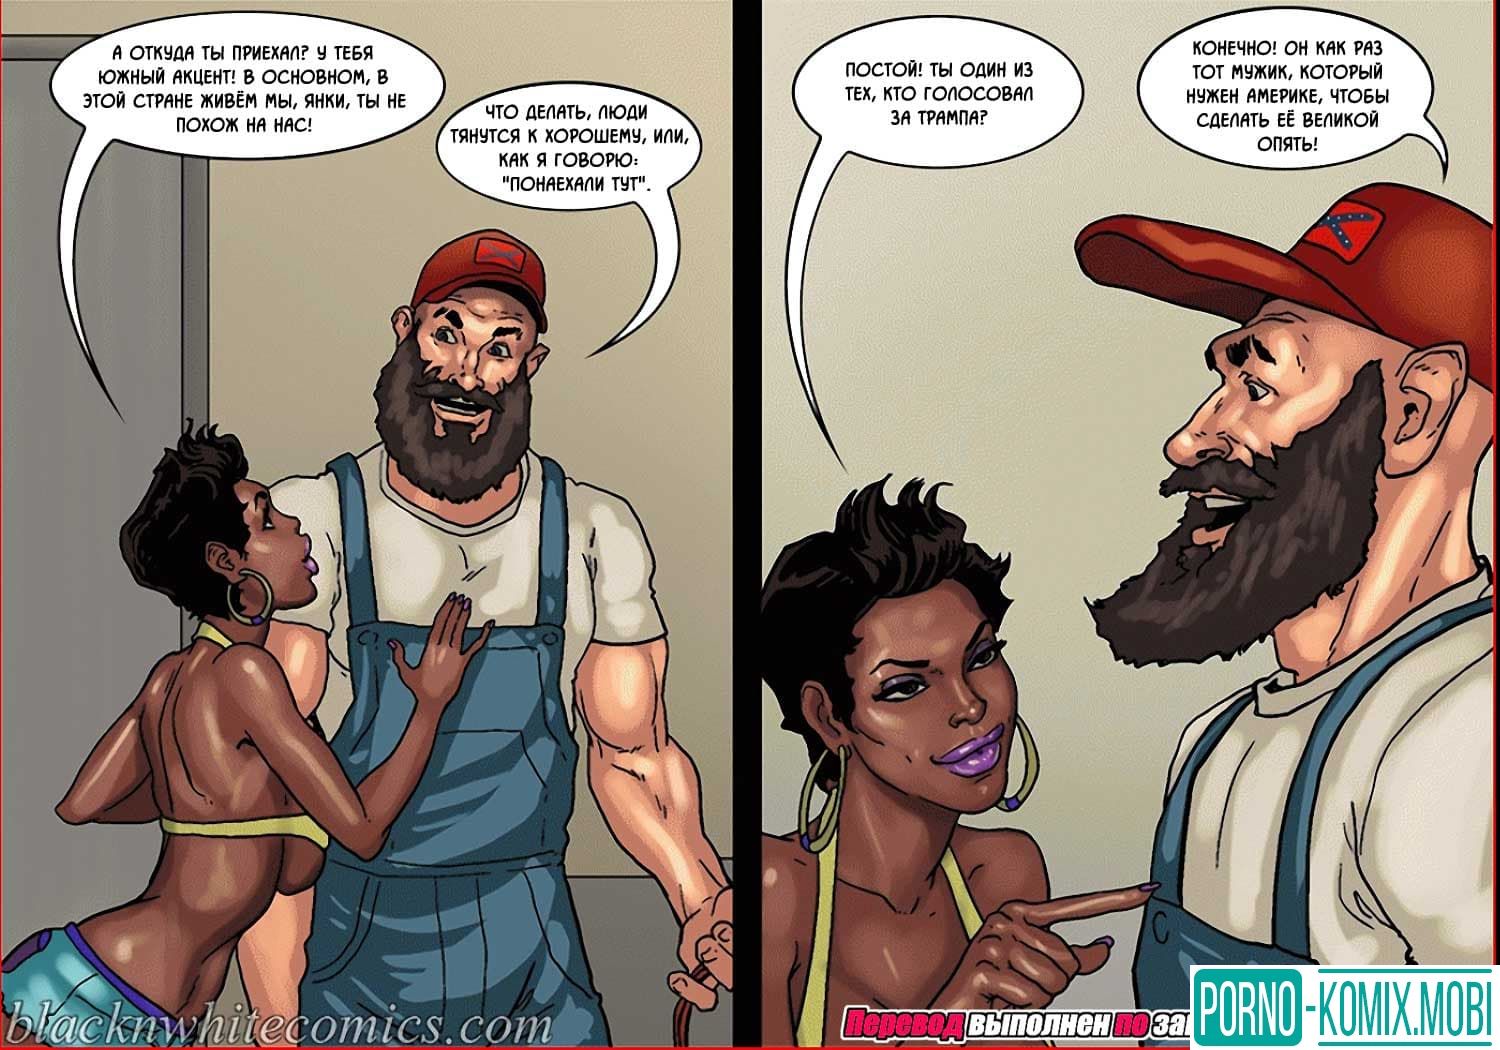 А ОТКУДА ТЫ ПРИЕХАЛ? У ТЕБЯ
ЮЖНЫЙ АКЦЕНТ! В ОСНОВНОМ, В
ЭТОЙ СТРАНЕ ЖИВЁМ МЫ, ЯНКИ, ТЫ НЕ
ПОХОЖ НА НАС!
ЧТО ДЕЛАТЬ, ЛЮДИ
ТЯНУТСЯ К ХОРОШЕМУ, ИЛИ,
КАК Я ГОВОРЮ:
"ПОНАЕХАЛИ ТУТ".
ПОСТОЙ! ТЫ ОДИН ИЗ
ТЕХ, КТО ГОЛОСОВАЛ
ЗА ТРАМПА?
КОНЕЧНО! ОН КАК РАЗ
ТОТ МУЖИК, КОТОРЫЙ
НУЖЕН АМЕРИКЕ, ЧТОБЫ
СДЕЛАТЬ ЕЁ ВЕЛИКОЙ
ОПЯТЬ!
blacknwhitecomics.com
Перевод выполнен по за
PORNO-KOMIX.MOBI